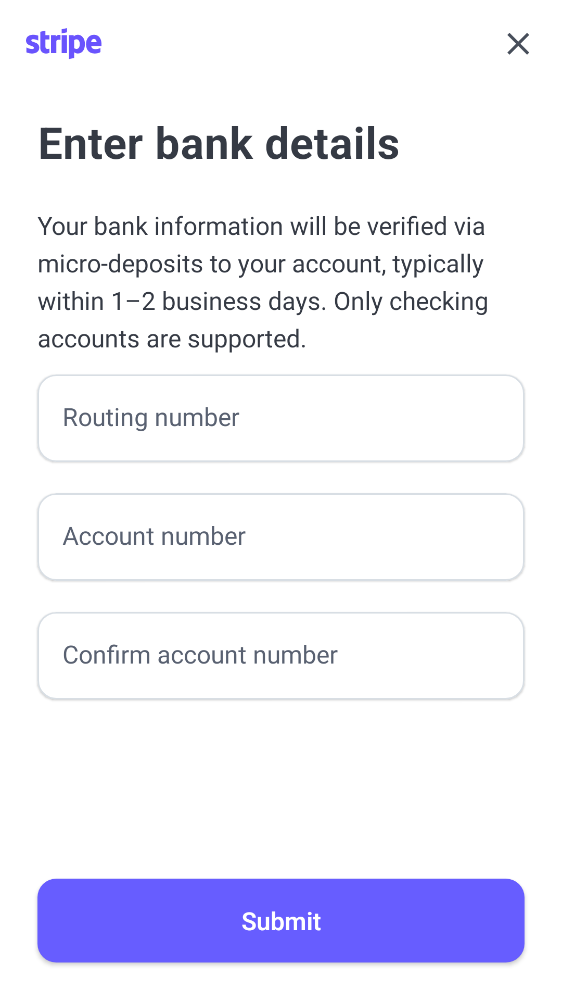 stripe
Enter bank details
Your bank information will be verified via
micro-deposits to your account, typically
within 1–2 business days. Only checking
accounts are supported.
Routing number
Account number
Confirm account number
Submit